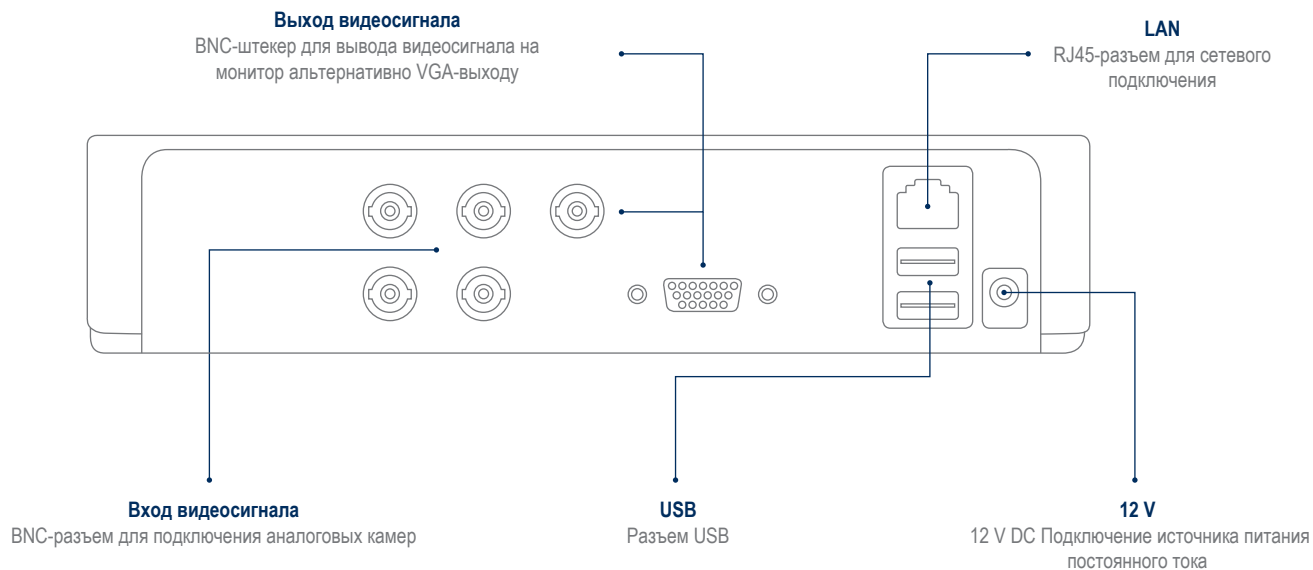 Выход видеосигнала
BNC-штекер для вывода видеосигнала на
монитор альтернативно VGA-выходу
LAN
RJ45-разъем для сетевого
подключения
Вход видеосигнала
BNC-разъем для подключения аналоговых камер
USB
Разъем USB
12 V
12 V DC Подключение источника питания
постоянного тока